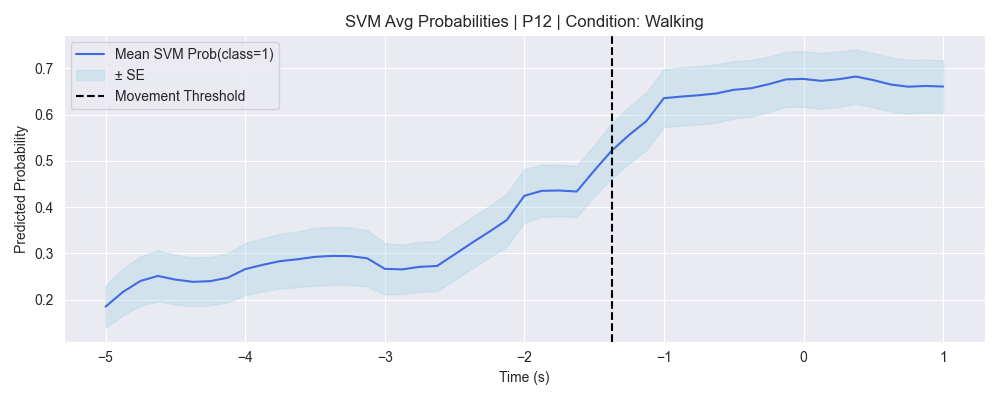 SVM Avg Probabilities | P12 | Condition: Walking
Mean SVM Prob(class=1)
± SE
Movement Threshold
Predicted Probability
0.7
0.6
0.5
0.4
0.3
0.2
−5
−4
−3
−2
−1
0
1
Time (s)